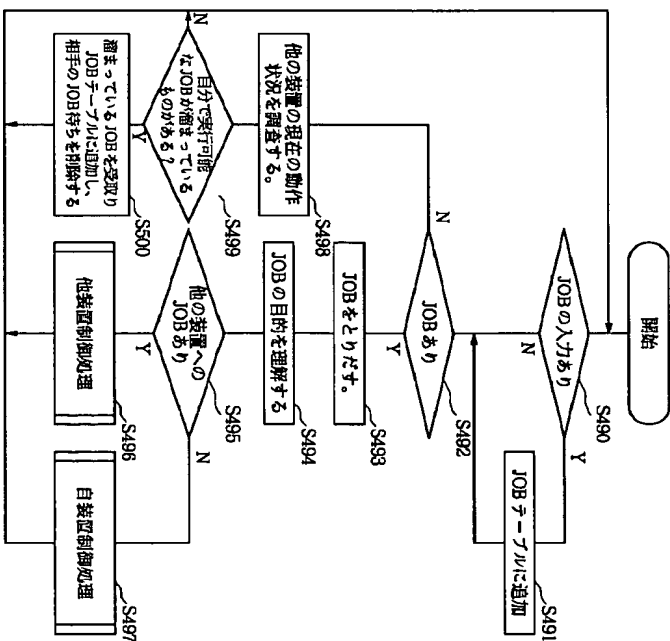 開始
JOBの入力あり
S490
Y
N
JOBテーブルに追加
S491
JOBあり
S492
N
Y
JOBをとりだす。
S493
JOBの目的を理解する
S494
他の装置への
JOBあり
S495
N
Y
他装置制御処理
S496
自装置制御処理
S497
他の装置の現在の動作
状況を調査する。
S498
自分で実行可能
なJOBが溜まっている
ものがある?
S499
N
Y
溜まっているJOBを受取り
JOBテーブルに追加し、
相手のJOB待ちを削除する
S500